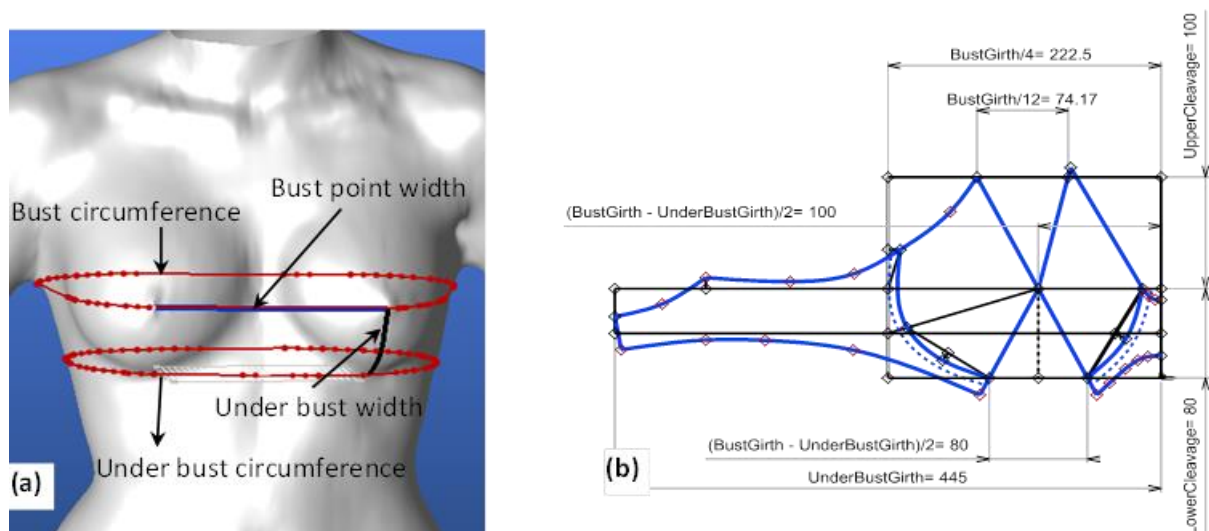 Bust point width
Bust circumference
Under bust width
Under bust circumference
(a)
BustGirth/4= 222.5
BustGirth/12= 74.17
UpperCleavage= 100
(BustGirth - UnderBustGirth)/2= 100
(BustGirth - UnderBustGirth)/2= 80
UnderBustGirth= 445
LowerCleavage= 80
(b)